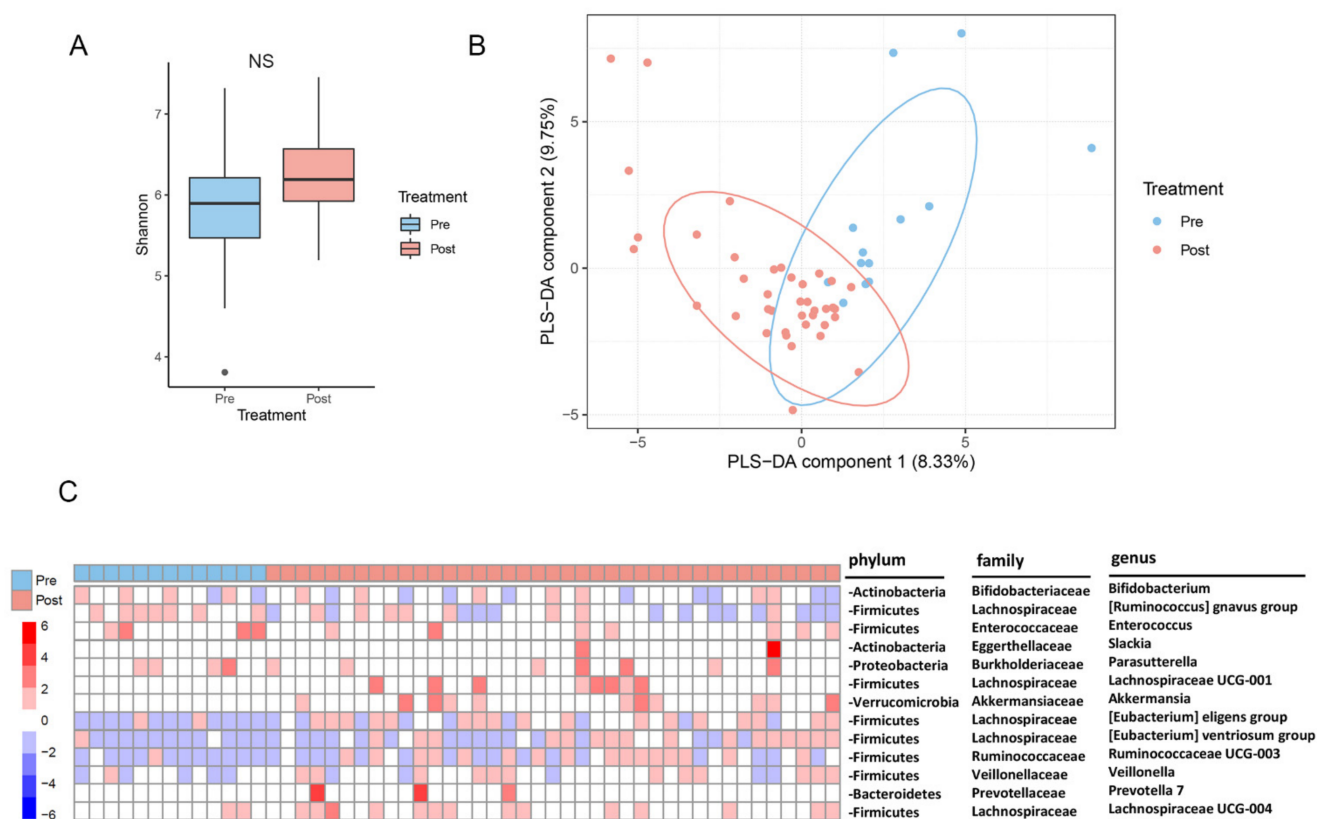 A
NS
7
6
5
4
Shannon
Pre
Post
Treatment
Treatment
Pre
Post
B
5
0
−5
PLS−DA component 2 (9.75%)
−5
0
5
PLS−DA component 1 (8.33%)
Treatment
Pre
Post
C
Pre
Post
6
4
2
0
−2
−4
−6
phylum family genus
-Actinobacteria Bifidobacteriaceae Bifidobacterium
-Firmicutes Lachnospiraceae [Ruminococcus] gnavus group
-Firmicutes Enterococcaceae Enterococcus
-Actinobacteria Eggerthellaceae Slackia
-Proteobacteria Burkholderiaceae Parasutterella
-Firmicutes Lachnospiraceae Lachnospiraceae UCG-001
-Verrucomicrobia Akkermansiaceae Akkermansia
-Firmicutes Lachnospiraceae [Eubacterium] eligens group
-Firmicutes Lachnospiraceae [Eubacterium] ventriosum group
-Firmicutes Ruminococcaceae Ruminococcaceae UCG-003
-Firmicutes Veillonellaceae Veillonella
-Bacteroidetes Prevotellaceae Prevotella 7
-Firmicutes Lachnospiraceae Lachnospiraceae UCG-004